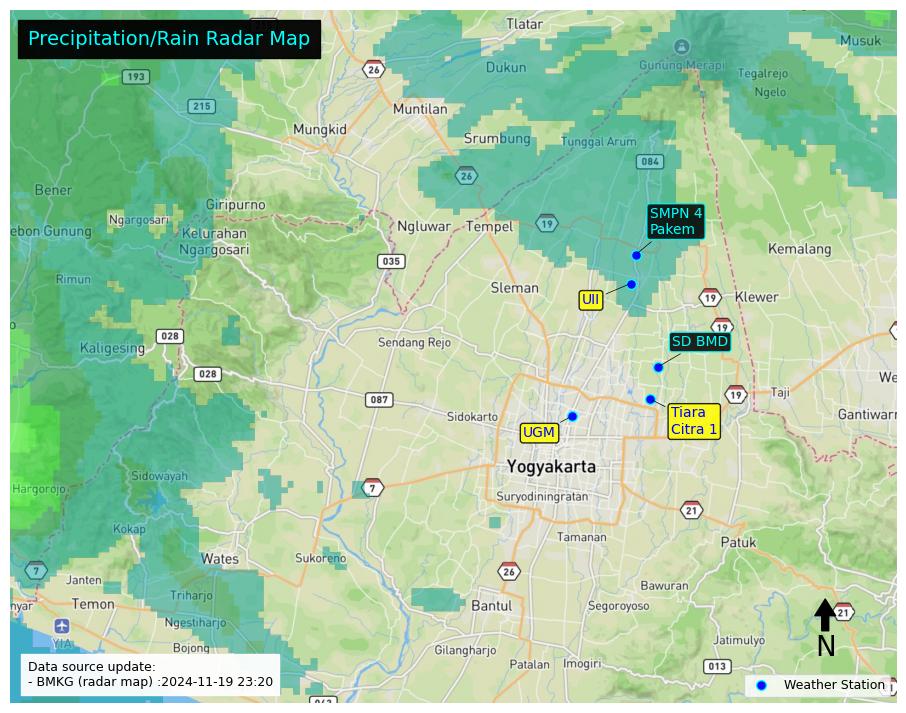 Precipitation/Rain Radar Map
Tlatar
Musuk
26
Dukun
Gunung Merapi
Tegalrejo
193
Ngelo
215
Muntilan
Mungkid
Srumbung
Tunggal Arum
084
26
Bener
Giripurno
SMPN 4
Pakem
Ngargosari
19
Ngluwar
Tempel
ebon Gunung
Kelurahan
Ngargosari
Kemalang
035
Rimun
Sleman
UII
19
Klewer
19
028
Sendang Rejo
SD BMD
Kaligesing
028
We
087
19
Taji
Tiara
Citra 1
Gantiwarn
Sidokarto
UGM
Yogyakarta
Sidowayah
Hargorojo
7
Suryodiningratan
21
Kokap
Tamanan
Patuk
Wates
Sukoreno
7
26
Janten
Bawuran
Triharjo
nyar
Temon
Bantul
Segoroyoso
21
Ngestiharjo
YIA
Jatimulyo
N
Bojong
Gilangharjo
Patalan
Imogiri
013
Data source update:
- BMKG (radar map) :2024-11-19 23:20
Weather Station